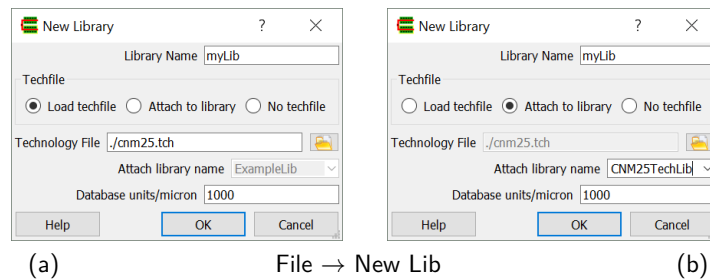 New Library ? ×
Library Name myLib
Techfile
Load techfile Attach to library No techfile
Technology File ./cnm25.tch
Attach library name ExampleLib
Database units/micron 1000
Help OK Cancel
New Library ? ×
Library Name myLib
Techfile
Load techfile Attach to library No techfile
Technology File ./cnm25.tch
Attach library name CNM25TechLib
Database units/micron 1000
Help OK Cancel
(a) File → New Lib (b)